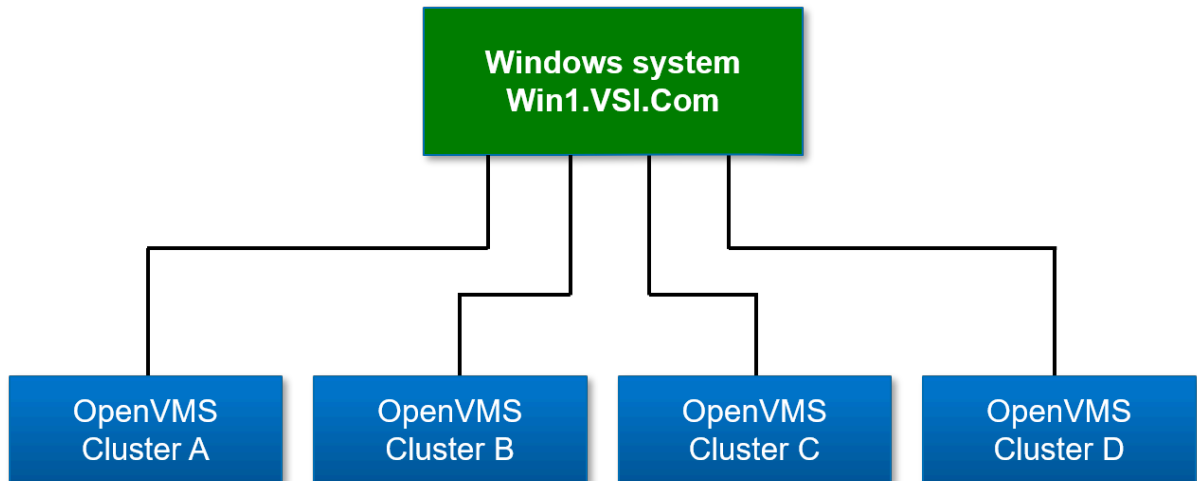 Windows system
Win1.VSI.Com
OpenVMS
Cluster A
OpenVMS
Cluster B
OpenVMS
Cluster C
OpenVMS
Cluster D